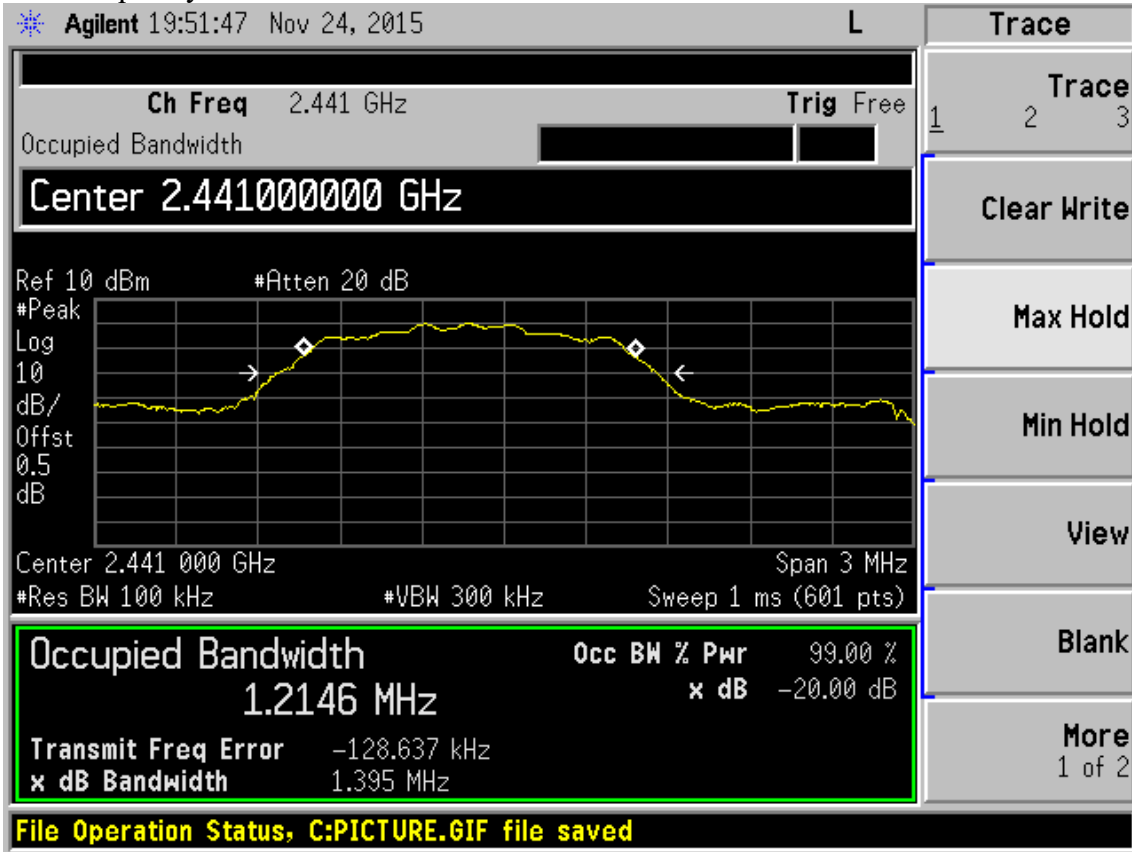 Agilent 19:51:47 Nov 24, 2015 L
Trace
Ch Freq 2.441 GHz Trig Free
Occupied Bandwidth
Center 2.441000000 GHz
Ref 10 dBm #Atten 20 dB
#Peak
Log
10
dB/
Offst
0.5
dB
Center 2.441 000 GHz Span 3 MHz
#Res BW 100 kHz #VBW 300 kHz Sweep 1 ms (601 pts)
Occupied Bandwidth Occ BW % Pwr 99.00 %
1.2146 MHz x dB -20.00 dB
Transmit Freq Error -128.637 kHz
x dB Bandwidth 1.395 MHz
File Operation Status, C:PICTURE.GIF file saved
Trace
1 2 3
Clear Write
Max Hold
Min Hold
View
Blank
More
1 of 2